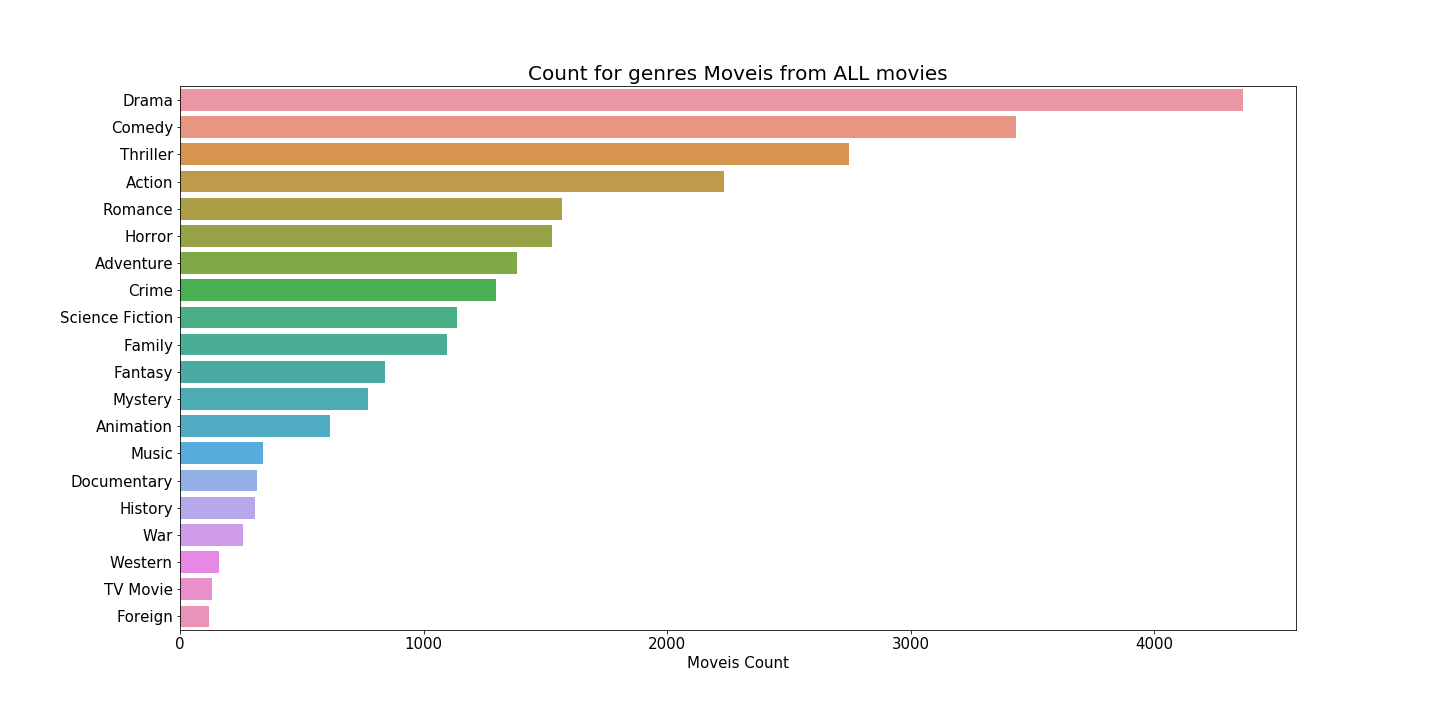 Count for genres Moveis from ALL movies
Drama
Comedy
Thriller
Action
Romance
Horror
Adventure
Crime
Science Fiction
Family
Fantasy
Mystery
Animation
Music
Documentary
History
War
Western
TV Movie
Foreign
0 1000 2000 3000 4000
Moveis Count